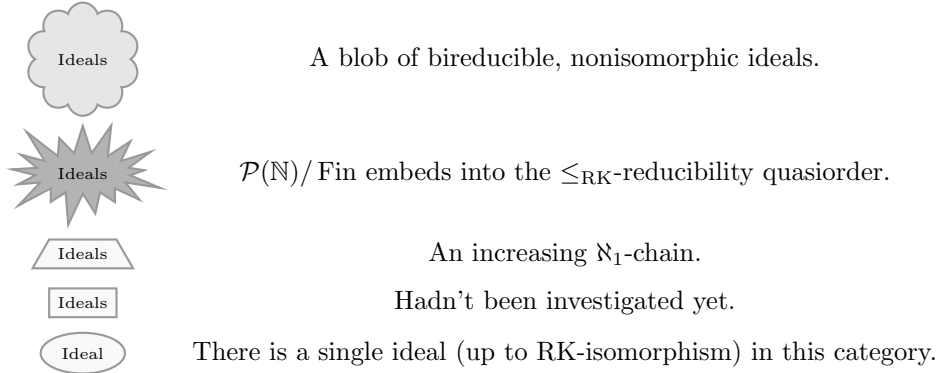 Ideals A blob of bireducible, nonisomorphic ideals.
Ideals 𝒫(ℕ)/ Fin embeds into the ≤RK-reducibility quasiorder.
Ideals An increasing ℵ₁-chain.
Ideals Hadn't been investigated yet.
Ideal There is a single ideal (up to RK-isomorphism) in this category.